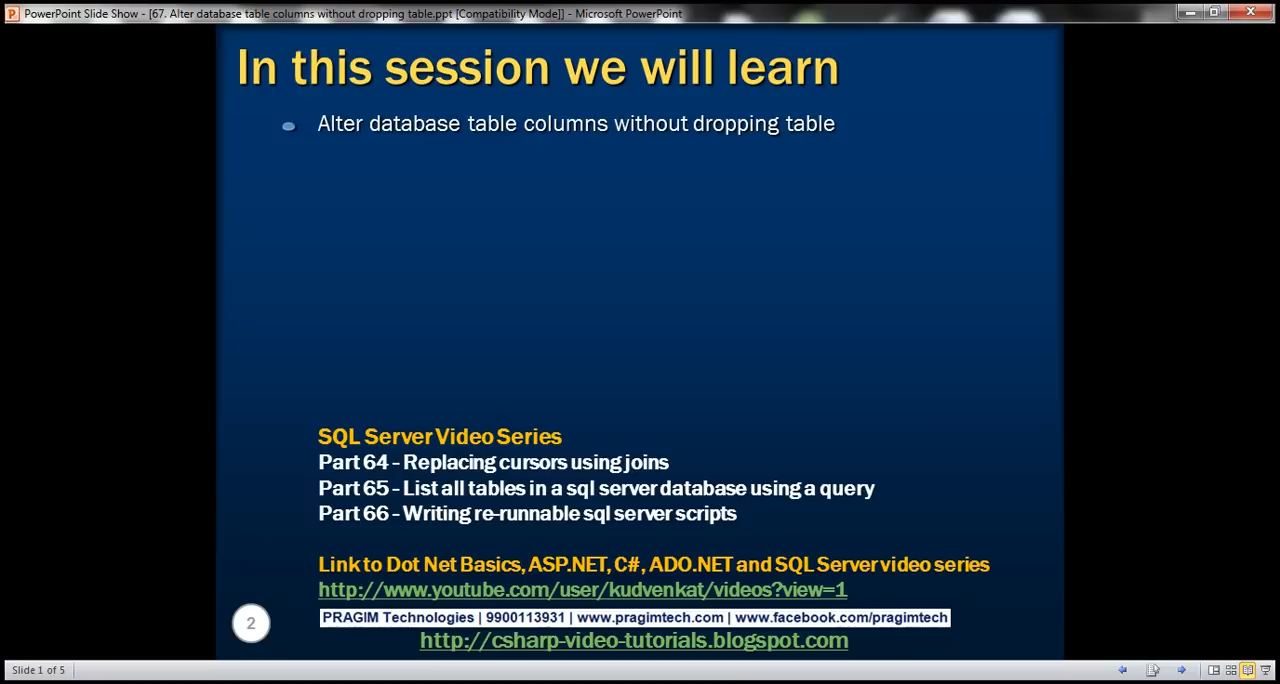 PowerPoint Slide Show - [67. Alter database table columns without dropping table.ppt [Compatibility Mode]] - Microsoft PowerPoint
In this session we will learn
Alter database table columns without dropping table
SQL Server Video Series
Part 64 - Replacing cursors using joins
Part 65 - List all tables in a sql server database using a query
Part 66 - Writing re-runnable sql server scripts
Link to Dot Net Basics, ASP.NET, C#, ADO.NET and SQL Server video series
http://www.youtube.com/user/kudvenkat/videos?view=1
PRAGIM Technologies | 9900113931 | www.pragimtech.com | www.facebook.com/pragimtech
2
http://csharp-video-tutorials.blogspot.com
Slide 1 of 5